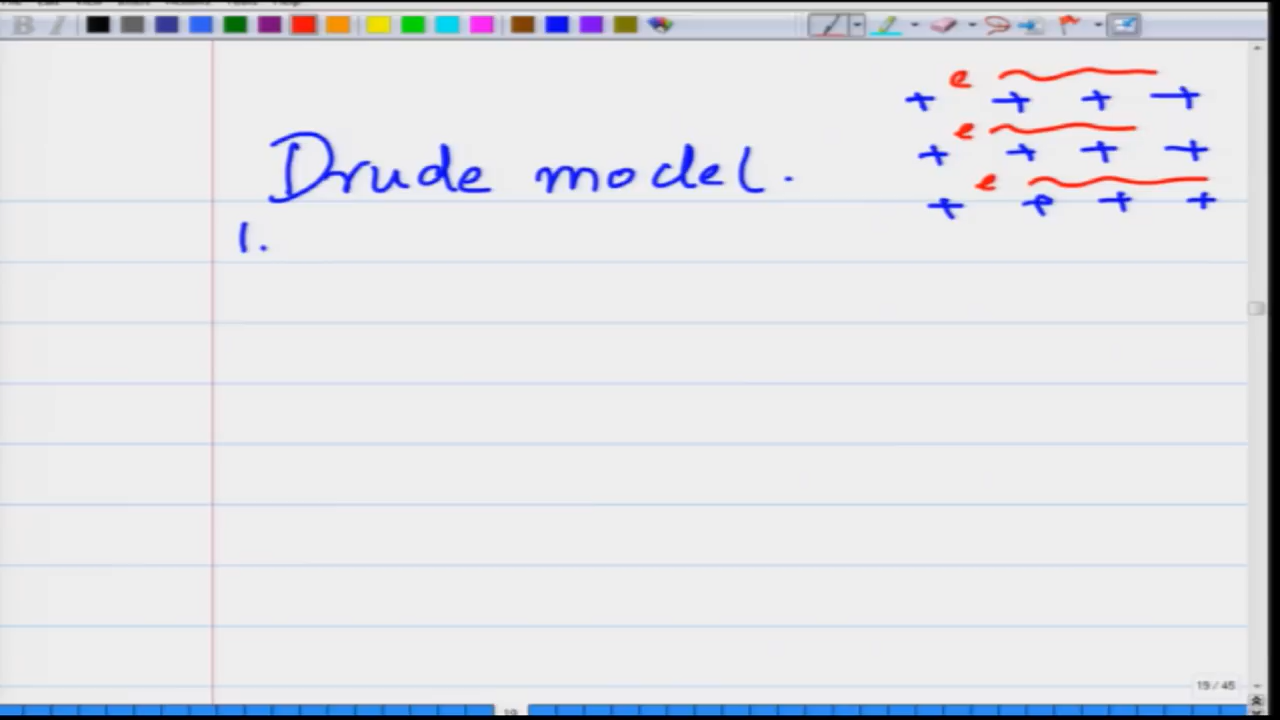 e
+ + + +
Drude model.
e
+ + + +
e
+ + + +
1.
19 / 45